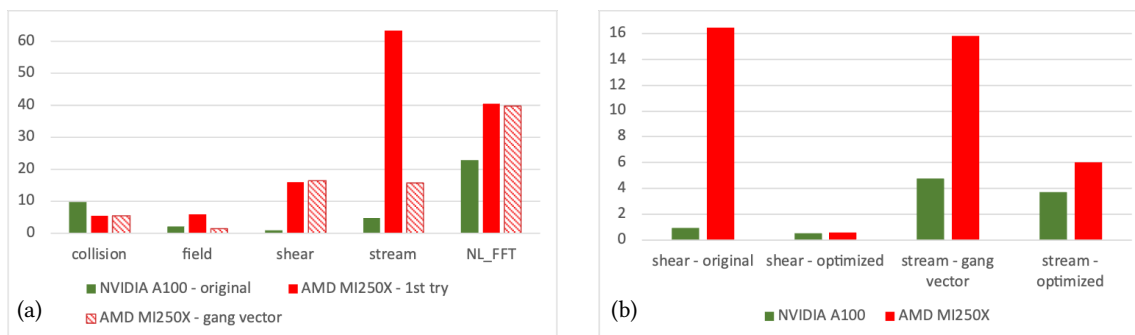 60
50
40
30
20
10
0
collision field shear stream NL_FFT
NVIDIA A100 - original AMD MI250X - 1st try
AMD MI250X - gang vector
(a)
16
14
12
10
8
6
4
2
0
shear - original shear - optimized stream - gang vector stream - optimized
NVIDIA A100 AMD MI250X
(b)